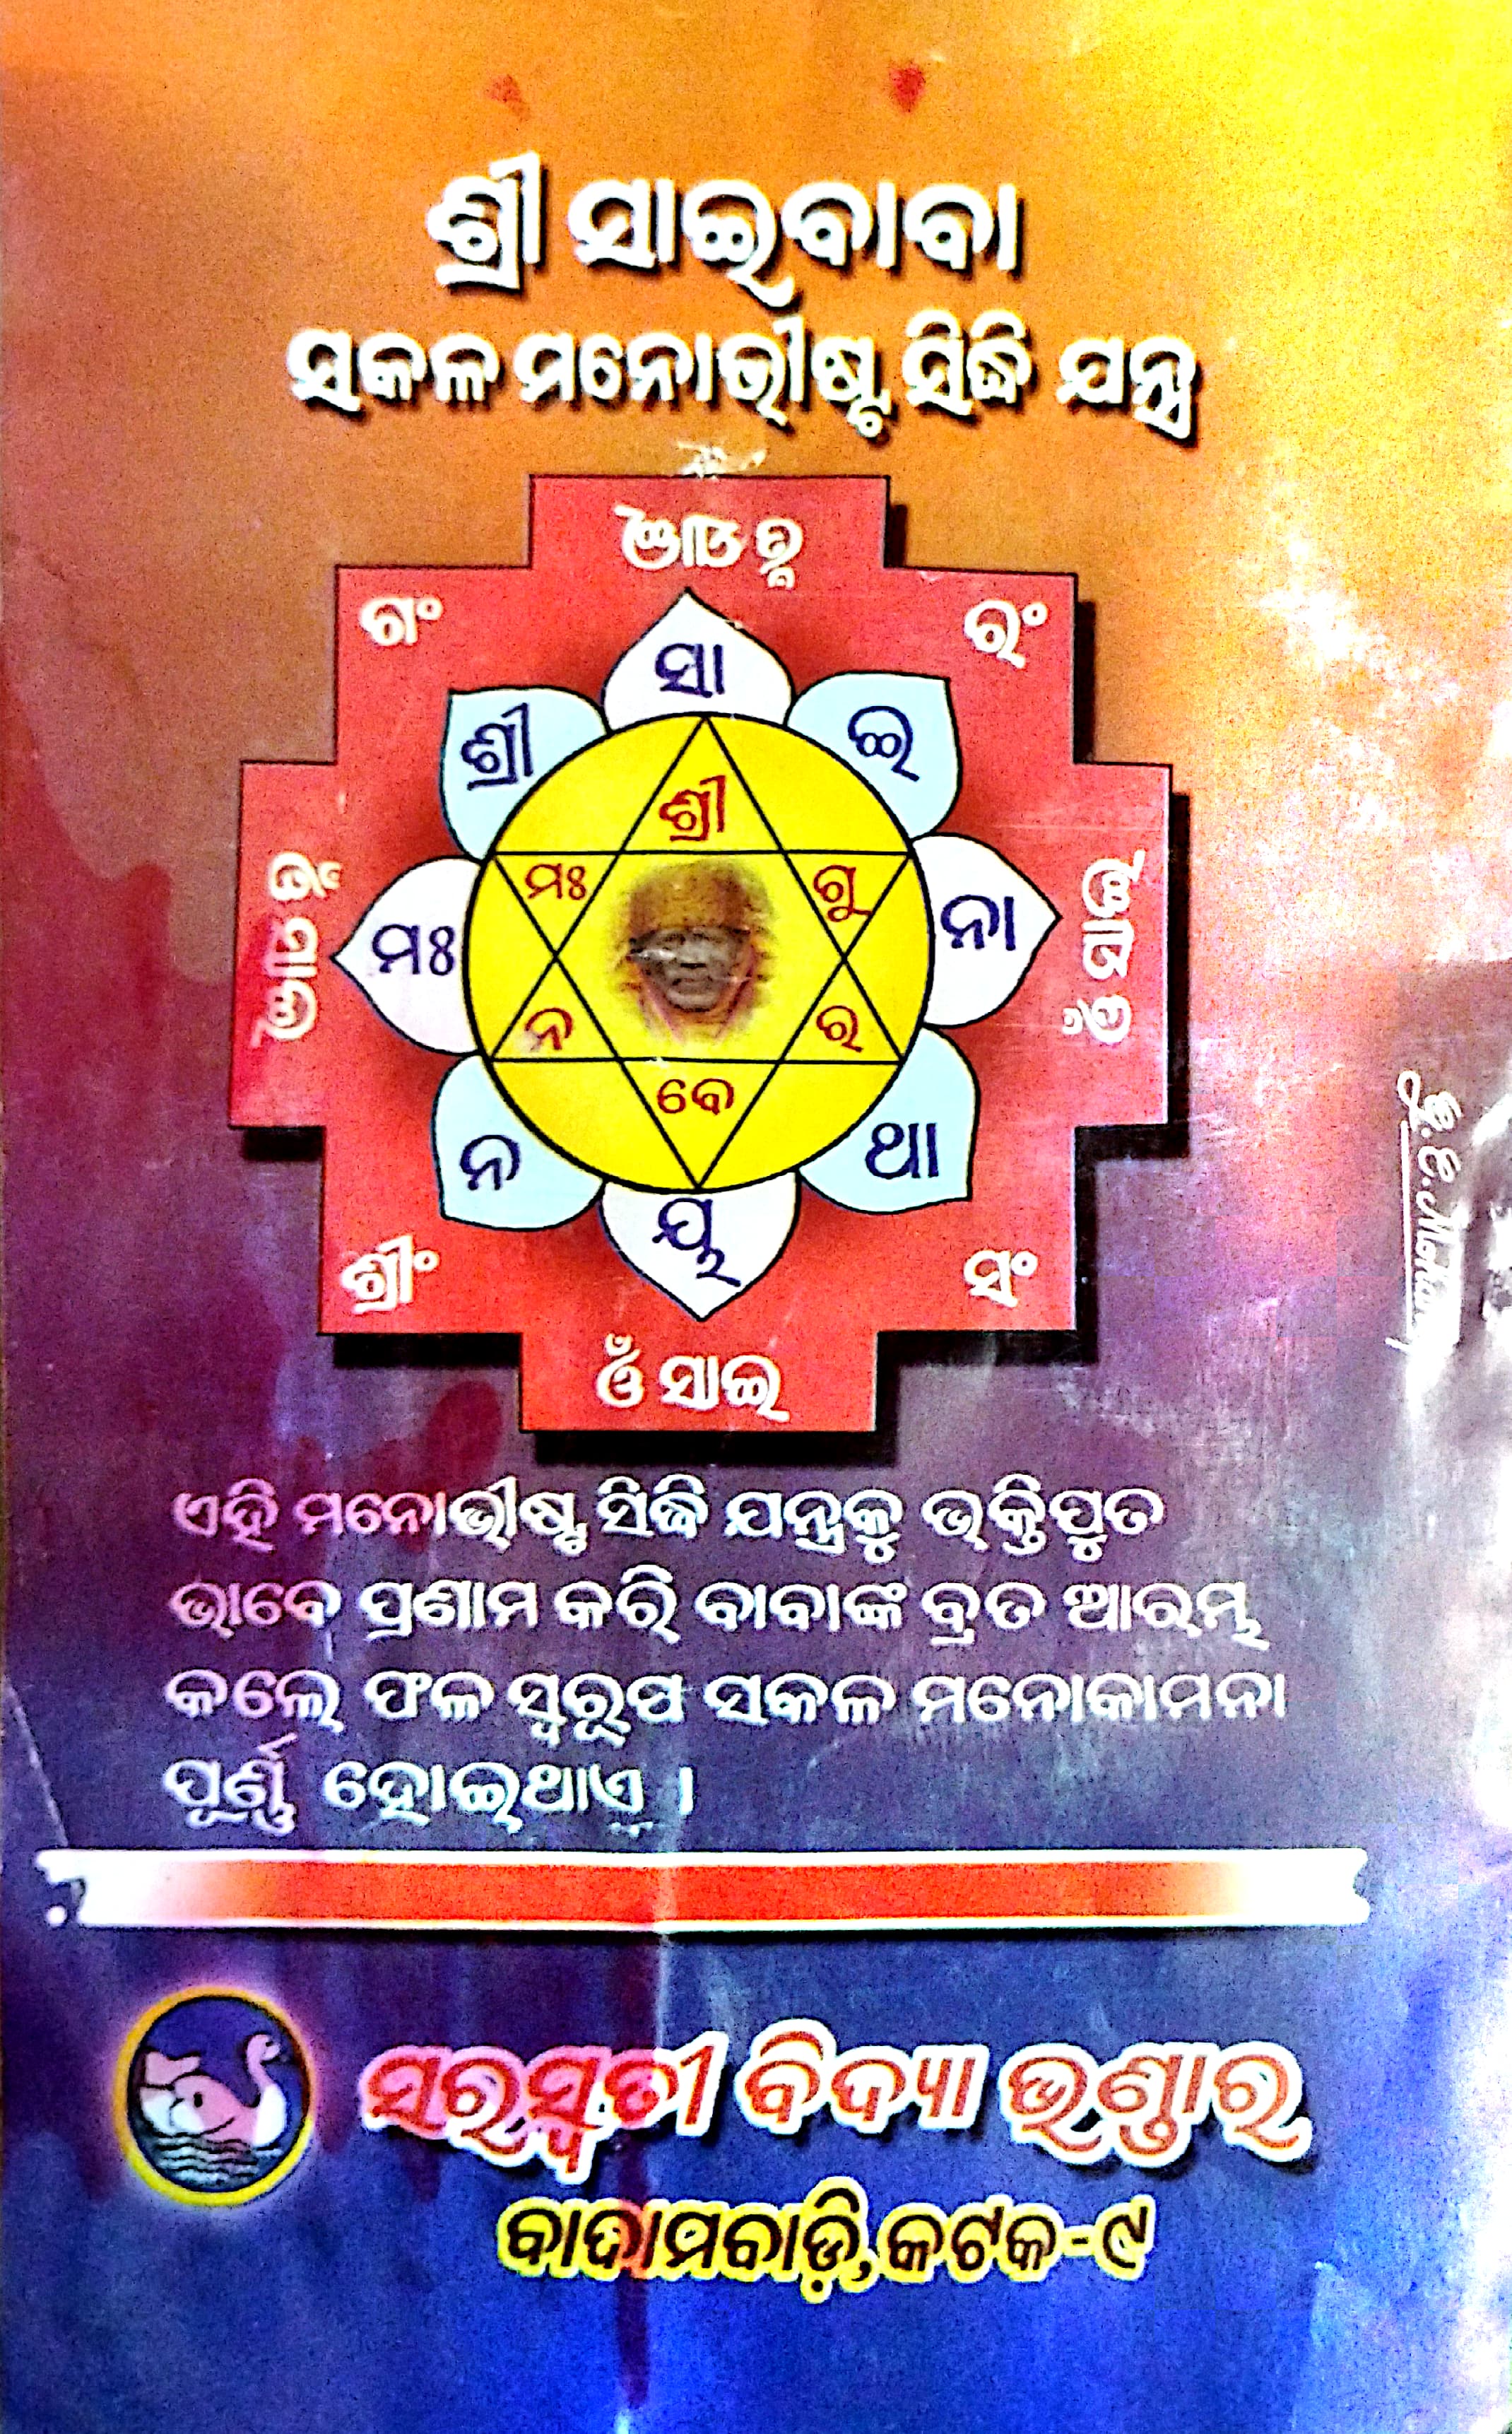 ଶ୍ରୀ ସାଇବାବା
ସକଳ ମନୋଭୀଷ୍ଟ ସିଦ୍ଧି ଯନ୍ତ୍ର
ଓଁ ସାଇ
ଗଂ
ରଂ
ସା
ଶ୍ରୀ
ଇ
ଶ୍ରୀ
ମଃ
ଗୁ
ଓଁ ସାଇ
ମଃ
ନା
ଓଁ ସାଇ
ନ
ର
ବେ
ନ
ଥା
ୟ
ଶ୍ରୀଂ
ସଂ
ଓଁ ସାଇ
ଏହି ମନୋଭୀଷ୍ଟ ସିଦ୍ଧି ଯନ୍ତ୍ରକୁ ଭକ୍ତିପୁତ
ଭାବେ ପ୍ରଣାମ କରି ବାବାଙ୍କ ବ୍ରତ ଆରମ୍ଭ
କଲେ ଫଳ ସ୍ୱରୂପ ସକଳ ମନୋକାମନା
ପୂର୍ଣ୍ଣ ହୋଇଥାଏ ।
ସରସ୍ୱତୀ ବିଦ୍ୟା ଭଣ୍ଡାର
ବାଦାମବାଡ଼ି, କଟକ-୯